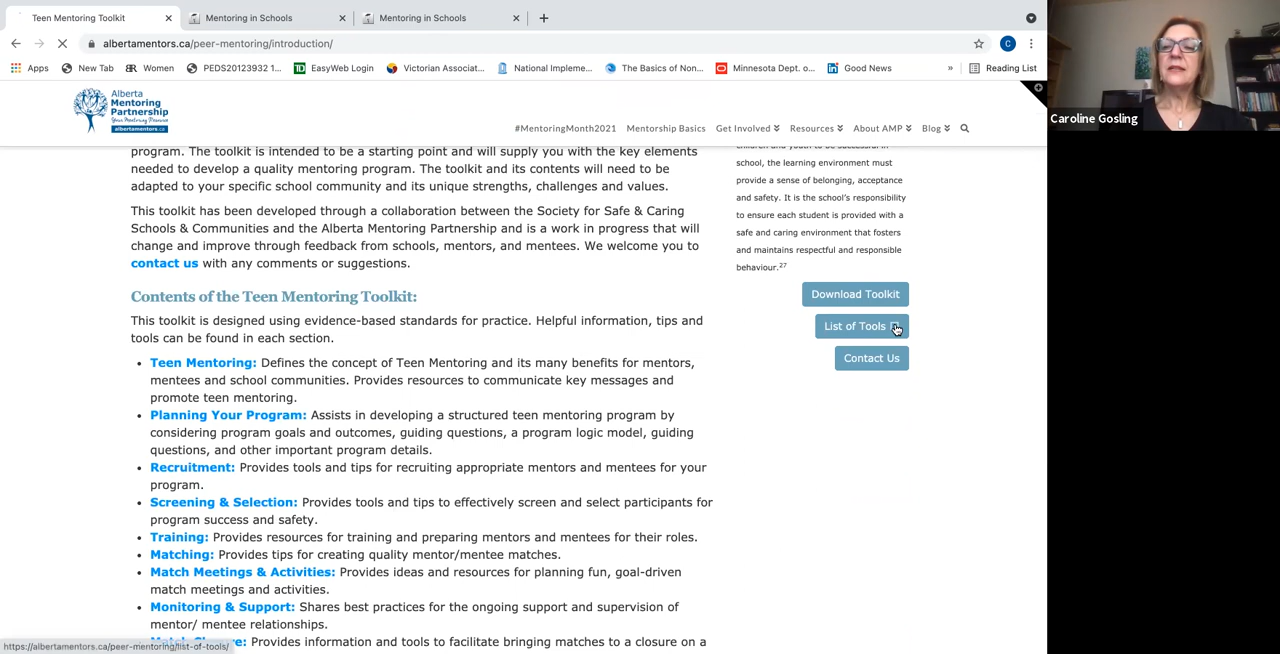 Teen Mentoring Toolkit
Mentoring in Schools
Mentoring in Schools
albertamentors.ca/peer-mentoring/introduction/
C
Apps
New Tab
Women
PEDS20123932 1...
EasyWeb Login
Victorian Associat...
National Impleme...
The Basics of Non...
Minnesota Dept. o...
Good News
»
Reading List
Alberta
Mentoring
Partnership
Your Mentoring Resource
albertamentors.ca
#MentoringMonth2021
Mentorship Basics
Get Involved
Resources
About AMP
Blog
Caroline Gosling
program. The toolkit is intended to be a starting point and will supply you with the key elements
needed to develop a quality mentoring program. The toolkit and its contents will need to be
adapted to your specific school community and its unique strengths, challenges and values.
This toolkit has been developed through a collaboration between the Society for Safe & Caring
Schools & Communities and the Alberta Mentoring Partnership and is a work in progress that will
change and improve through feedback from schools, mentors, and mentees. We welcome you to
contact us with any comments or suggestions.
Contents of the Teen Mentoring Toolkit:
This toolkit is designed using evidence-based standards for practice. Helpful information, tips and
tools can be found in each section.
• Teen Mentoring: Defines the concept of Teen Mentoring and its many benefits for mentors,
mentees and school communities. Provides resources to communicate key messages and
promote teen mentoring.
• Planning Your Program: Assists in developing a structured teen mentoring program by
considering program goals and outcomes, guiding questions, a program logic model, guiding
questions, and other important program details.
• Recruitment: Provides tools and tips for recruiting appropriate mentors and mentees for your
program.
• Screening & Selection: Provides tools and tips to effectively screen and select participants for
program success and safety.
• Training: Provides resources for training and preparing mentors and mentees for their roles.
• Matching: Provides tips for creating quality mentor/mentee matches.
• Match Meetings & Activities: Provides ideas and resources for planning fun, goal-driven
match meetings and activities.
• Monitoring & Support: Shares best practices for the ongoing support and supervision of
mentor/ mentee relationships.
Match Closure: Provides information and tools to facilitate bringing matches to a closure on a
children and youth to be successful in
school, the learning environment must
provide a sense of belonging, acceptance
and safety. It is the school's responsibility
to ensure each student is provided with a
safe and caring environment that fosters
and maintains respectful and responsible
behaviour.27
Download Toolkit
List of Tools
Contact Us
https://albertamentors.ca/peer-mentoring/list-of-tools/